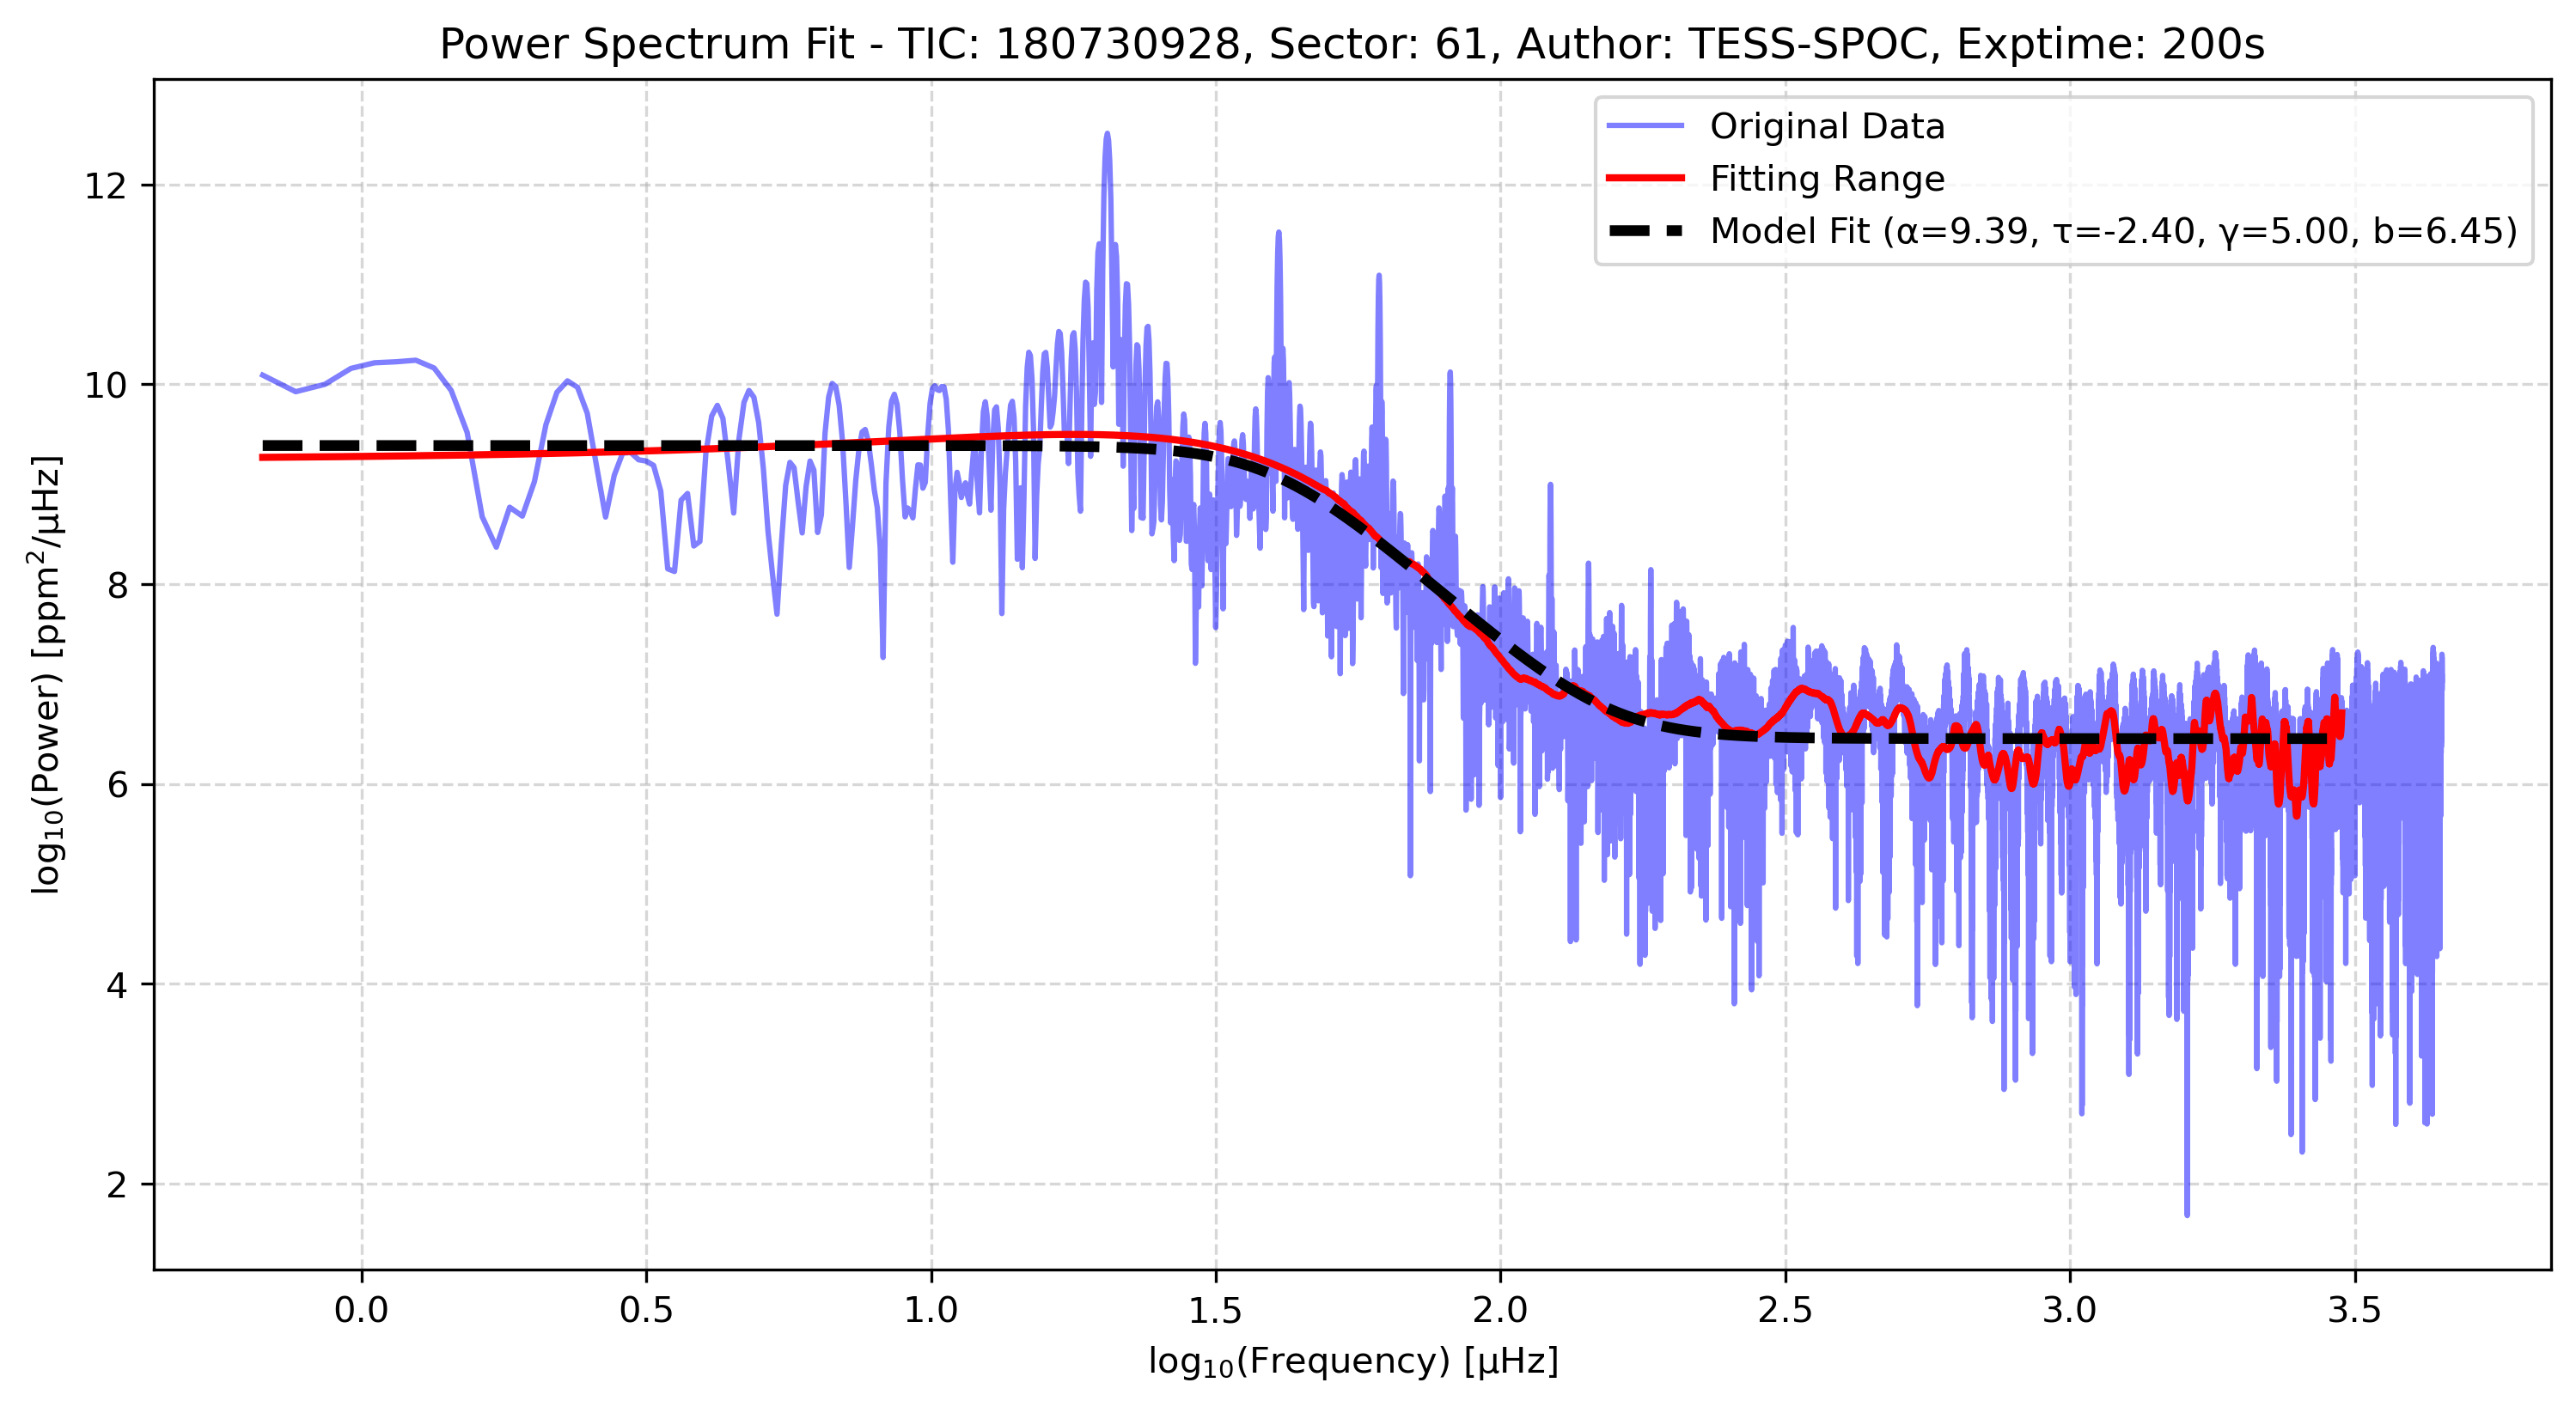 Power Spectrum Fit - TIC: 180730928, Sector: 61, Author: TESS-SPOC, Exptime: 200s
Original Data
Fitting Range
Model Fit (α=9.39, τ=-2.40, γ=5.00, b=6.45)
log₁₀(Power) [ppm²/μHz]
12
10
8
6
4
2
0.0 0.5 1.0 1.5 2.0 2.5 3.0 3.5
log₁₀(Frequency) [μHz]